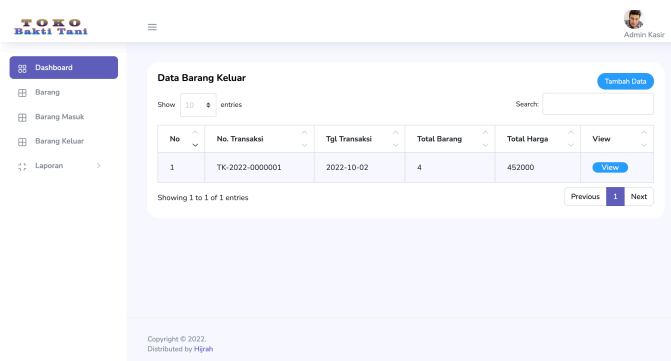 TOKO
Bakti Tani
Admin Kasir
Dashboard
Barang
Barang Masuk
Barang Keluar
Laporan
Data Barang Keluar
Tambah Data
Show 10 entries
Search:
No No. Transaksi Tgl Transaksi Total Barang Total Harga View
1 TK-2022-0000001 2022-10-02 4 452000 View
Showing 1 to 1 of 1 entries
Previous 1 Next
Copyright © 2022.
Distributed by Hijrah